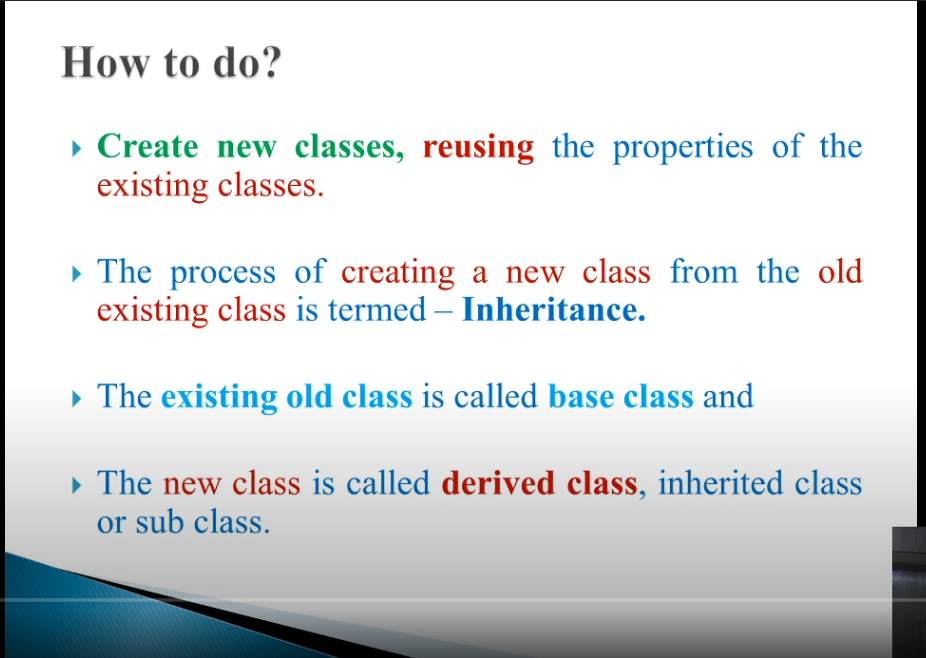 How to do?
Create new classes, reusing the properties of the
existing classes.
The process of creating a new class from the old
existing class is termed – Inheritance.
The existing old class is called base class and
The new class is called derived class, inherited class
or sub class.